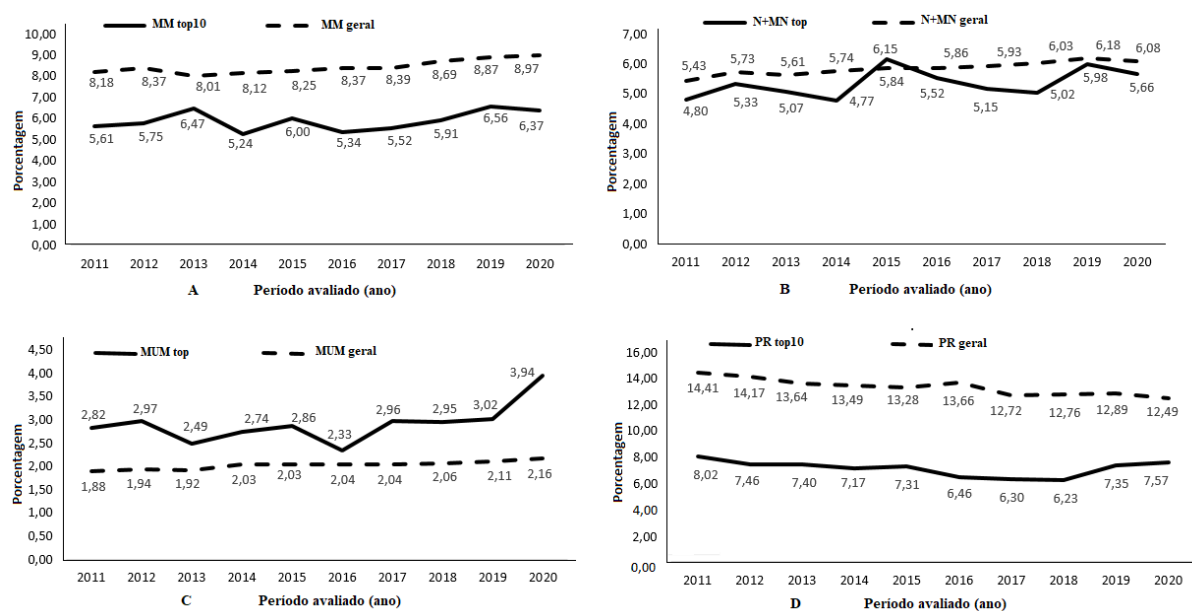 MM top10 MM geral
10,00
9,00
8,00
7,00
6,00
5,00
4,00
3,00
2,00
1,00
0,00
Porcentagem
8,18 8,37 8,01 8,12 8,25 8,37 8,39 8,69 8,87 8,97
5,61 5,75 6,47 5,24 6,00 5,34 5,52 5,91 6,56 6,37
2011 2012 2013 2014 2015 2016 2017 2018 2019 2020
A Período avaliado (ano)
N+MN top N+MN geral
7,00
6,00
5,00
4,00
3,00
2,00
1,00
0,00
Porcentagem
5,43 5,73 5,61 5,74 5,84 5,86 5,93 6,03 6,18 6,08
4,80 5,33 5,07 4,77 6,15 5,52 5,15 5,02 5,98 5,66
2011 2012 2013 2014 2015 2016 2017 2018 2019 2020
B Período avaliado (ano)
MUM top MUM geral
4,50
4,00
3,50
3,00
2,50
2,00
1,50
1,00
0,50
0,00
Porcentagem
2,82 2,97 2,49 2,74 2,86 2,33 2,96 2,95 3,02 3,94
1,88 1,94 1,92 2,03 2,03 2,04 2,04 2,06 2,11 2,16
2011 2012 2013 2014 2015 2016 2017 2018 2019 2020
C Período avaliado (ano)
PR top10 PR geral
16,00
14,00
12,00
10,00
8,00
6,00
4,00
2,00
0,00
Porcentagem
14,41 14,17 13,64 13,49 13,28 13,66 12,72 12,76 12,89 12,49
8,02 7,46 7,40 7,17 7,31 6,46 6,30 6,23 7,35 7,57
2011 2012 2013 2014 2015 2016 2017 2018 2019 2020
D Período avaliado (ano)